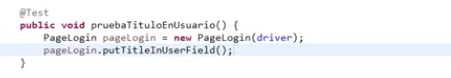 @Test
public void pruebaTituloEnUsuario() {
    PageLogin pageLogin = new PageLogin(driver);
    pageLogin.putTitleInUserField();
}